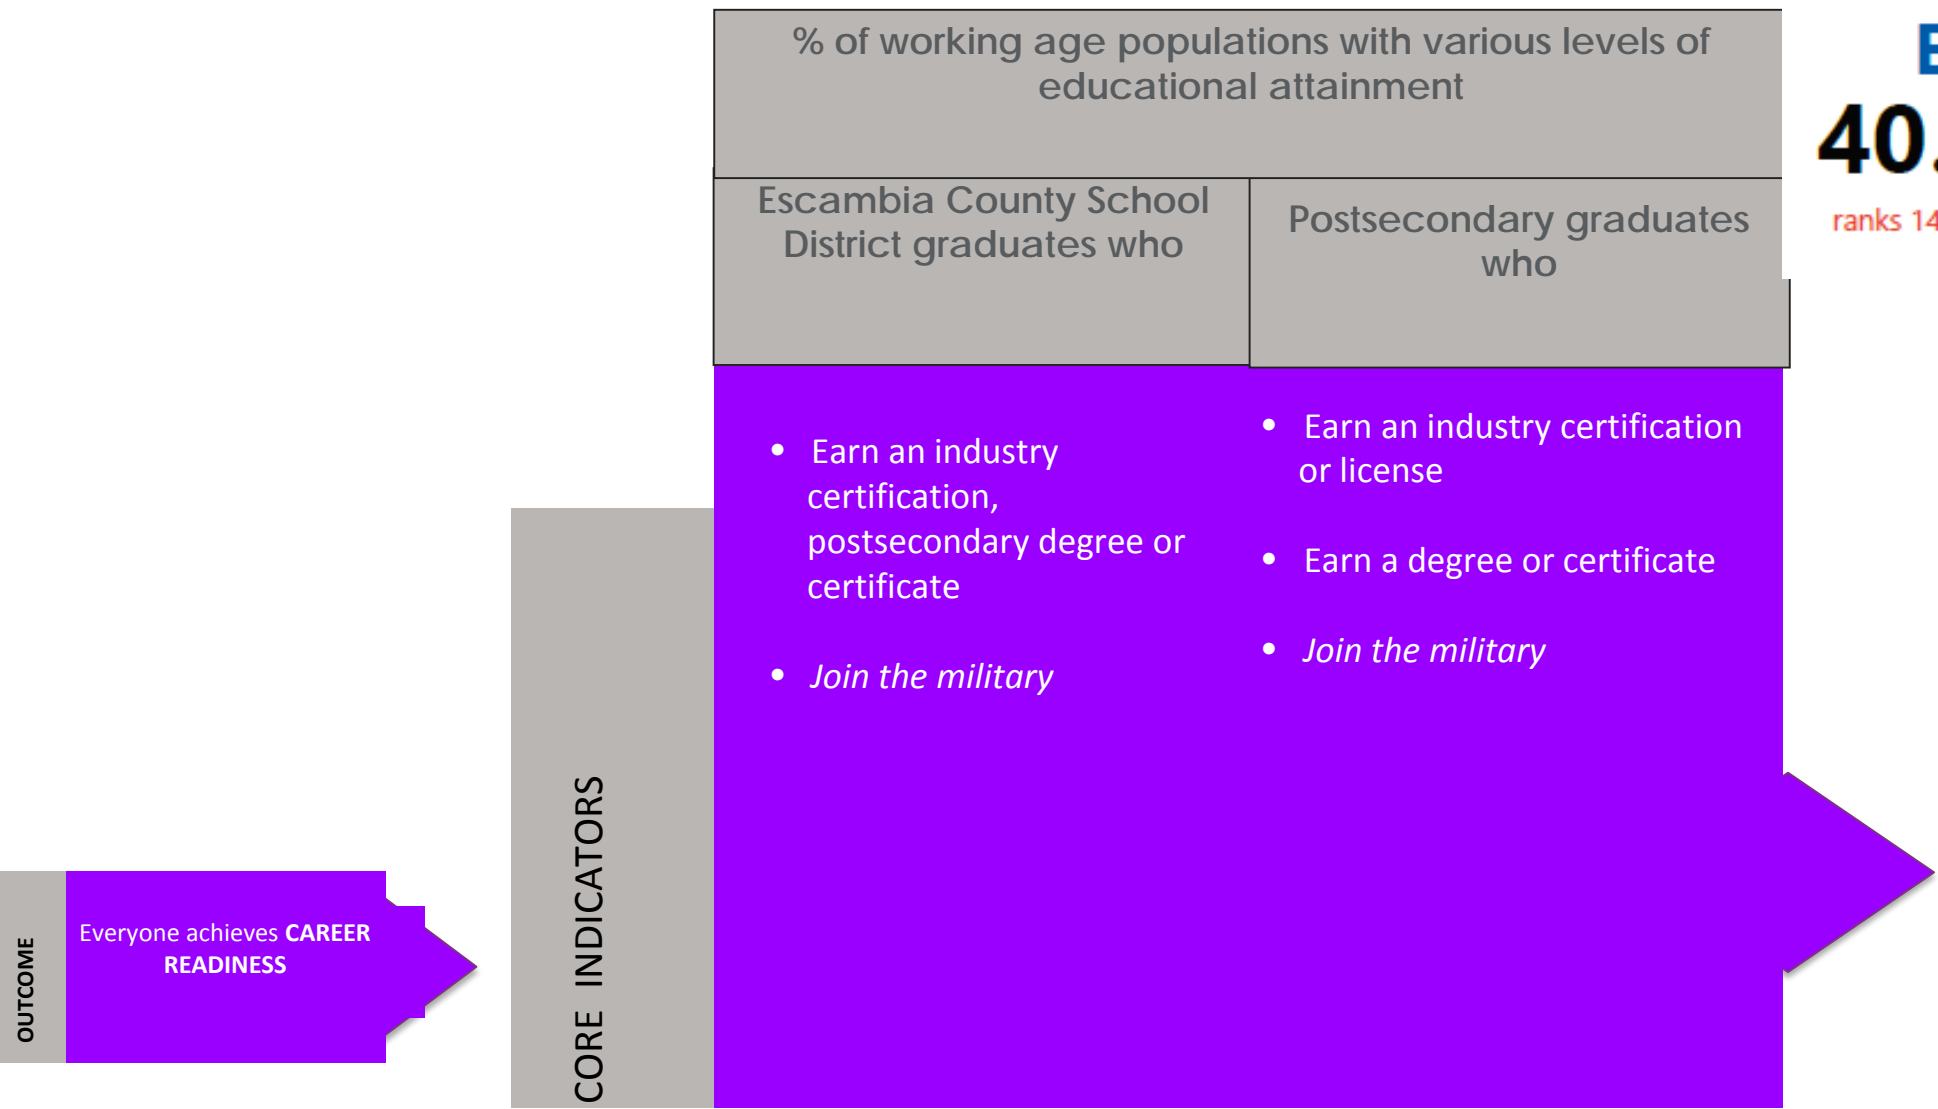 % of working age populations with various levels of
educational attainment
E
40.
ranks 14
Escambia County School
District graduates who
Postsecondary graduates
who
• Earn an industry
certification,
postsecondary degree or
certificate
• Join the military
• Earn an industry certification
or license
• Earn a degree or certificate
• Join the military
CORE INDICATORS
OUTCOME
Everyone achieves CAREER
READINESS